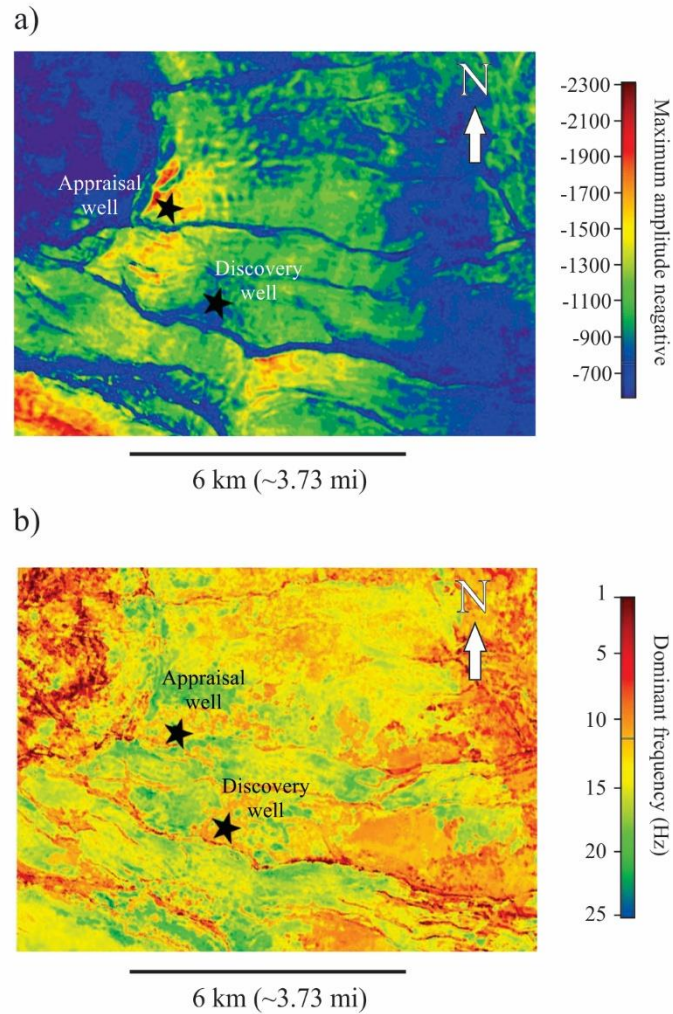 a)
N
Appraisal
well
Discovery
well
-2300
-2100
-1900
-1700
-1500
-1300
-1100
-900
-700
Maximum amplitude neagative
6 km (~3.73 mi)
b)
N
Appraisal
well
Discovery
well
1
5
10
15
20
25
Dominant frequency (Hz)
6 km (~3.73 mi)